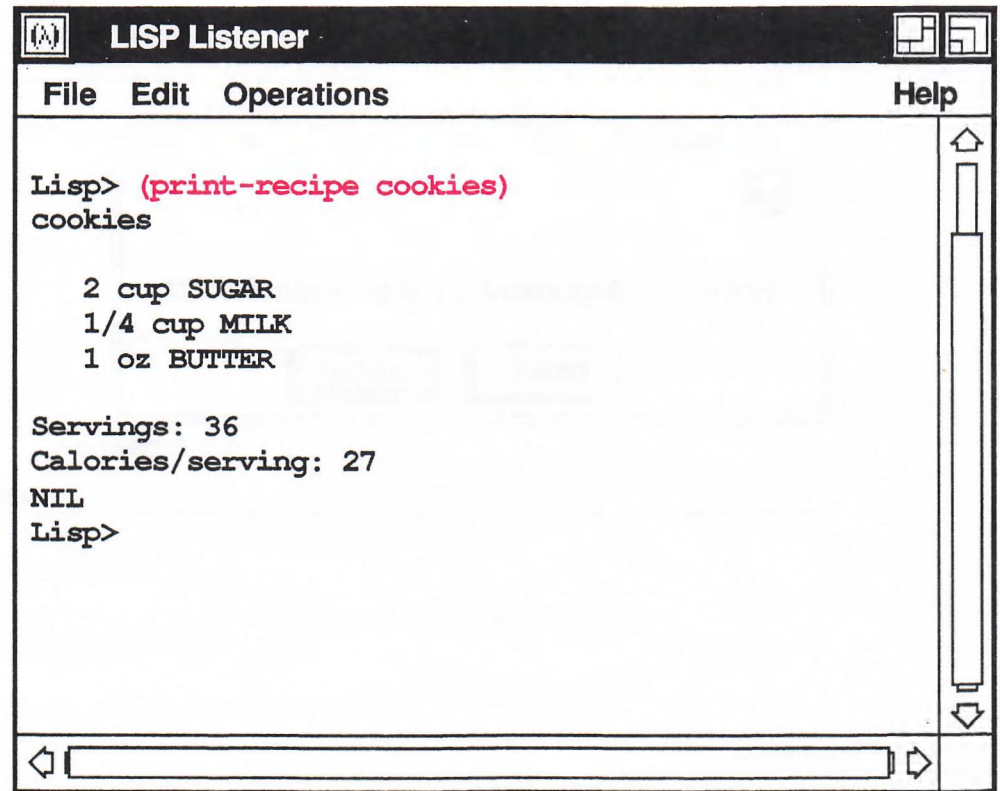 LISP Listener
File Edit Operations Help
Lisp> (print-recipe cookies)
cookies
2 cup SUGAR
1/4 cup MILK
1 oz BUTTER
Servings: 36
Calories/serving: 27
NIL
Lisp>